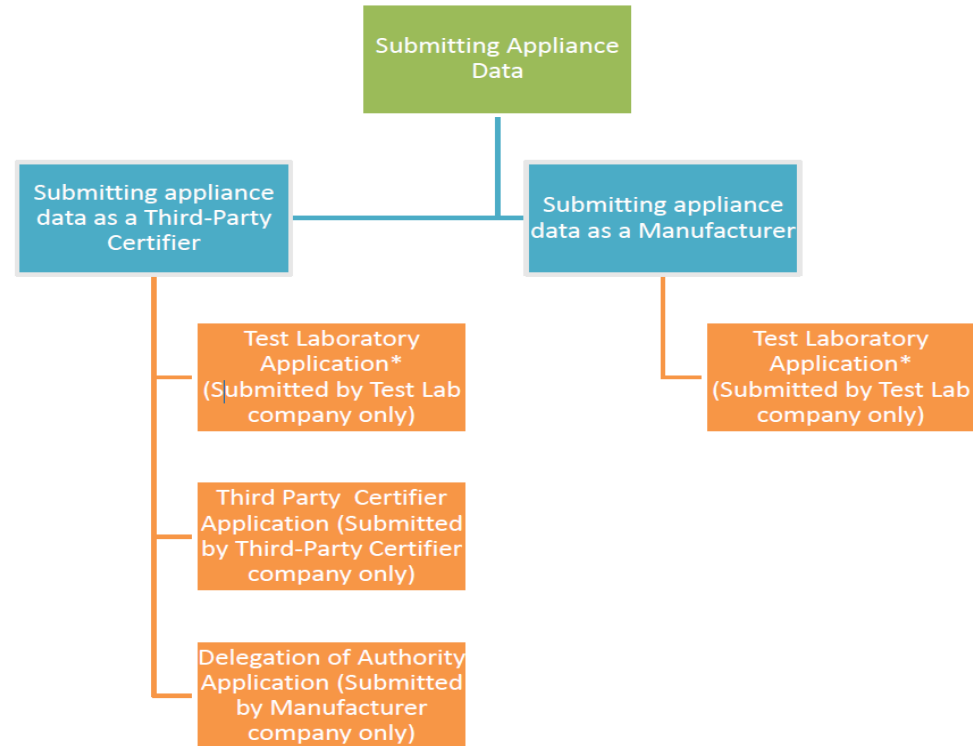 Submitting Appliance
Data
Submitting appliance
data as a Third-Party
Certifier
Submitting appliance
data as a Manufacturer
Test Laboratory
Application*
(Submitted by Test Lab
company only)
Third Party  Certifier
Application (Submitted
by Third-Party Certifier
company only)
Delegation of Authority
Application (Submitted
by Manufacturer
company only)
Test Laboratory
Application*
(Submitted by Test Lab
company only)